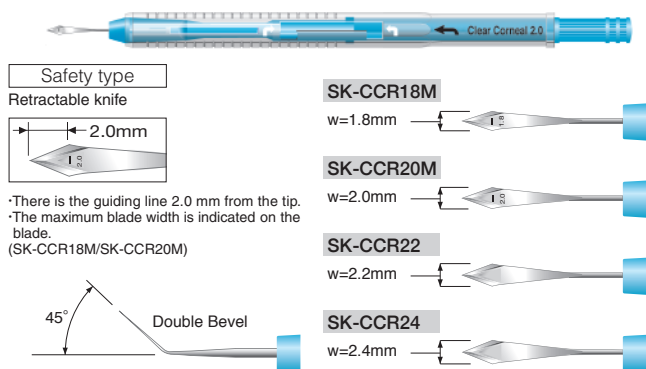 Clear Corneal 2.0
Safety type
Retractable knife
2.0mm
2.0
·There is the guiding line 2.0 mm from the tip.
·The maximum blade width is indicated on the
blade.
(SK-CCR18M/SK-CCR20M)
45°
Double Bevel
SK-CCR18M
w=1.8mm
1.8
SK-CCR20M
w=2.0mm
2.0
SK-CCR22
w=2.2mm
SK-CCR24
w=2.4mm